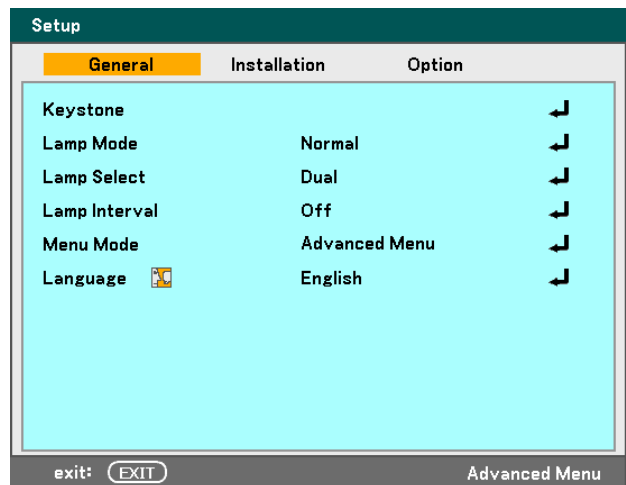 Setup
General Installation Option
Keystone
Lamp Mode Normal
Lamp Select Dual
Lamp Interval Off
Menu Mode Advanced Menu
Language English
exit: EXIT Advanced Menu